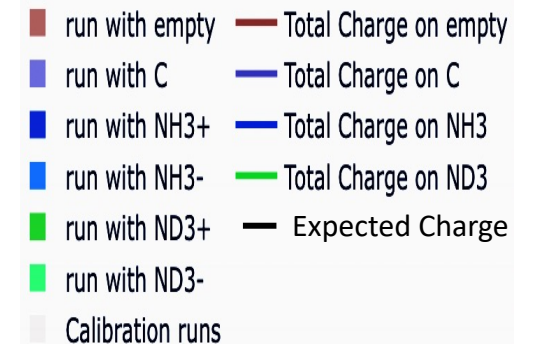 run with empty Total Charge on empty
run with C Total Charge on C
run with NH3+ Total Charge on NH3
run with NH3- Total Charge on ND3
run with ND3+ Expected Charge
run with ND3-
Calibration runs